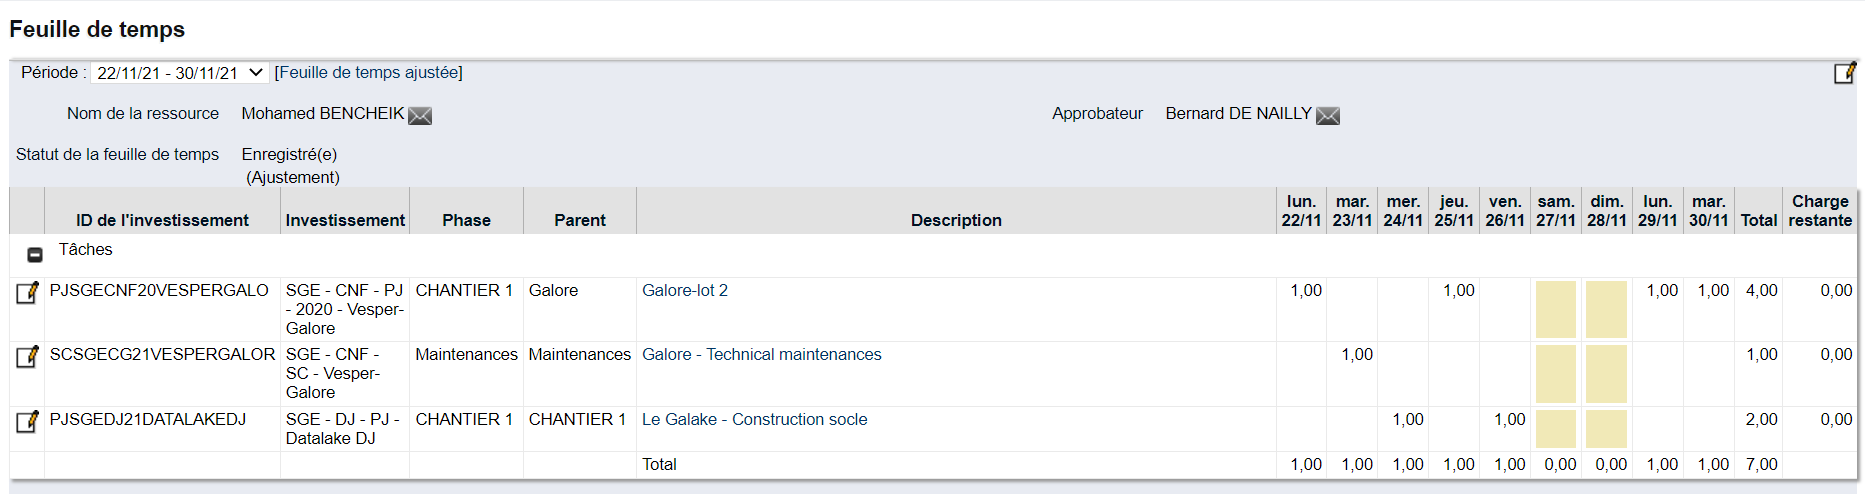 Feuille de temps
Période : 22/11/21 - 30/11/21 [Feuille de temps ajustée]
Nom de la ressource Mohamed BENCHEIK Approbateur Bernard DE NAILLY
Statut de la feuille de temps Enregistré(e)
(Ajustement)
lun. mar. mer. jeu. ven. sam. dim. lun. mar. Charge
ID de l'investissement Investissement Phase Parent Description 22/11 23/11 24/11 25/11 26/11 27/11 28/11 29/11 30/11 Total restante
Tâches
PJSGECNF20VESPERGALO SGE - CNF - PJ CHANTIER 1 Galore Galore-lot 2 1,00 1,00 1,00 1,00 4,00 0,00
- 2020 - Vesper-
Galore
SCSGECG21VESPERGALOR SGE - CNF - Maintenances Maintenances Galore - Technical maintenances 1,00 1,00 0,00
SC - Vesper-
Galore
PJSGEDJ21DATALAKEDJ SGE - DJ - PJ - CHANTIER 1 CHANTIER 1 Le Galake - Construction socle 1,00 1,00 2,00 0,00
Datalake DJ
Total 1,00 1,00 1,00 1,00 1,00 0,00 0,00 1,00 1,00 7,00